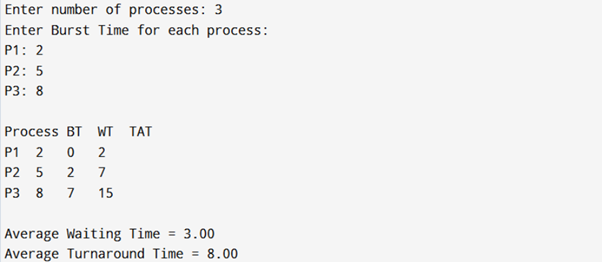 Enter number of processes: 3
Enter Burst Time for each process:
P1: 2
P2: 5
P3: 8
Process BT WT TAT
P1 2 0 2
P2 5 2 7
P3 8 7 15
Average Waiting Time = 3.00
Average Turnaround Time = 8.00